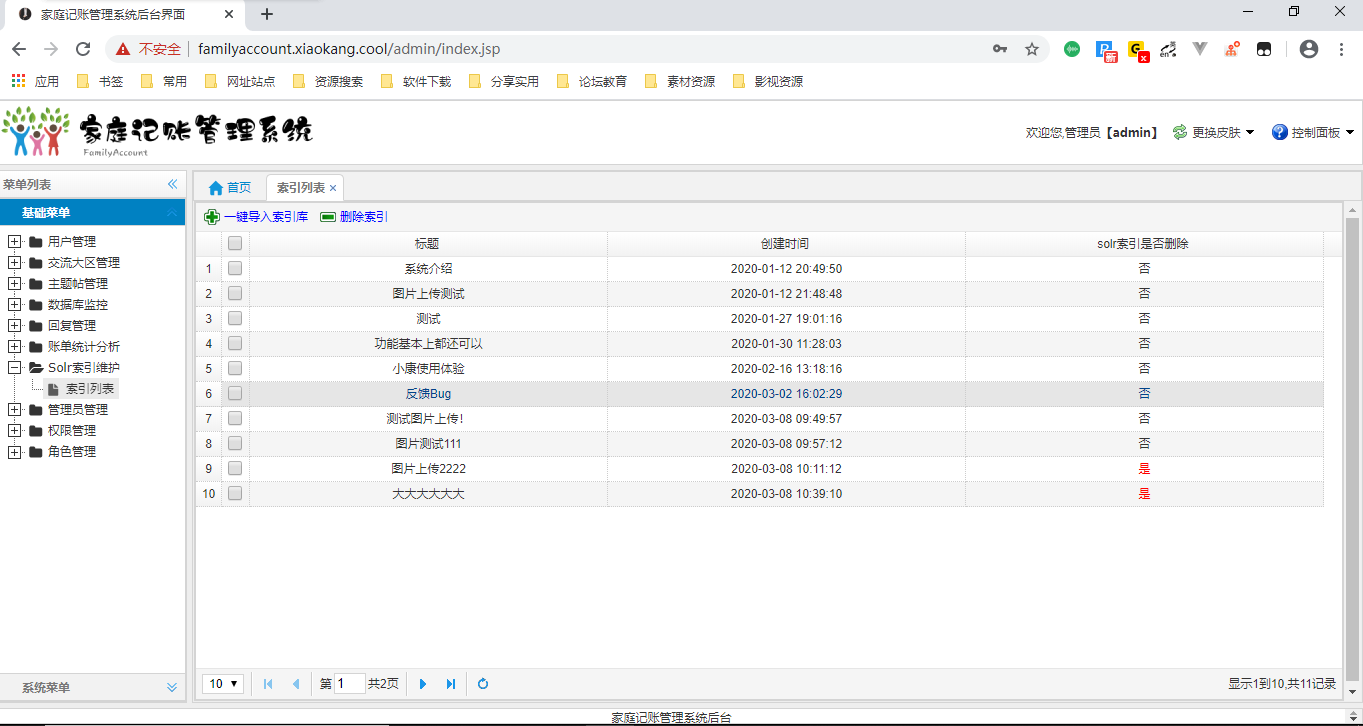 家庭记账管理系统后台界面
不安全 familyaccount.xiaokang.cool/admin/index.jsp
新 G x en
应用 书签 常用 网址站点 资源搜索 软件下载 分享实用 论坛教育 素材资源 影视资源
家庭记账管理系统
FamilyAccount
欢迎您,管理员【admin】 更换皮肤 控制面板
菜单列表
基础菜单
用户管理
交流大区管理
主题帖管理
数据库监控
回复管理
账单统计分析
Solr索引维护
索引列表
管理员管理
权限管理
角色管理
系统菜单
首页 索引列表
一键导入索引库 删除索引
标题 创建时间 solr索引是否删除
1 系统介绍 2020-01-12 20:49:50 否
2 图片上传测试 2020-01-12 21:48:48 否
3 测试 2020-01-27 19:01:16 否
4 功能基本上都还可以 2020-01-30 11:28:03 否
5 小康使用体验 2020-02-16 13:18:16 否
6 反馈Bug 2020-03-02 16:02:29 否
7 测试图片上传! 2020-03-08 09:49:57 否
8 图片测试111 2020-03-08 09:57:12 否
9 图片上传2222 2020-03-08 10:11:12 是
10 大大大大大大 2020-03-08 10:39:10 是
10 第 1 共2页 显示1到10,共11记录
家庭记账管理系统后台